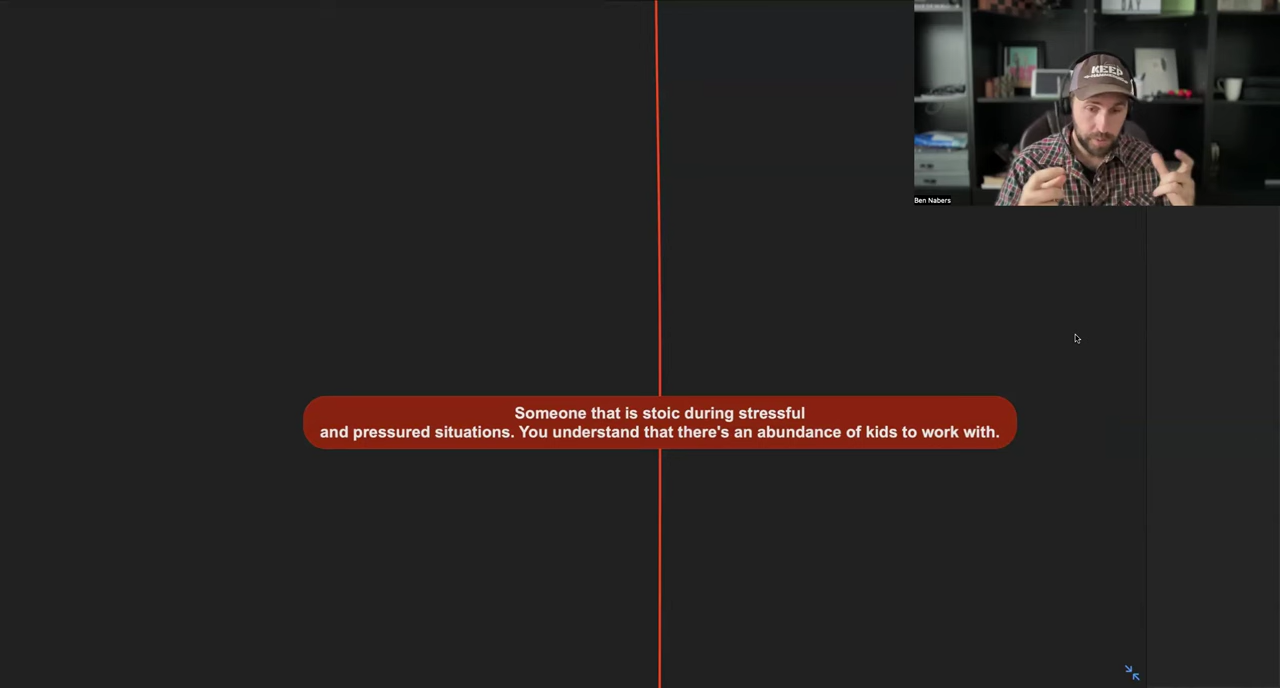 KEEP
Ben Nabers
Someone that is stoic during stressful
and pressured situations. You understand that there's an abundance of kids to work with.